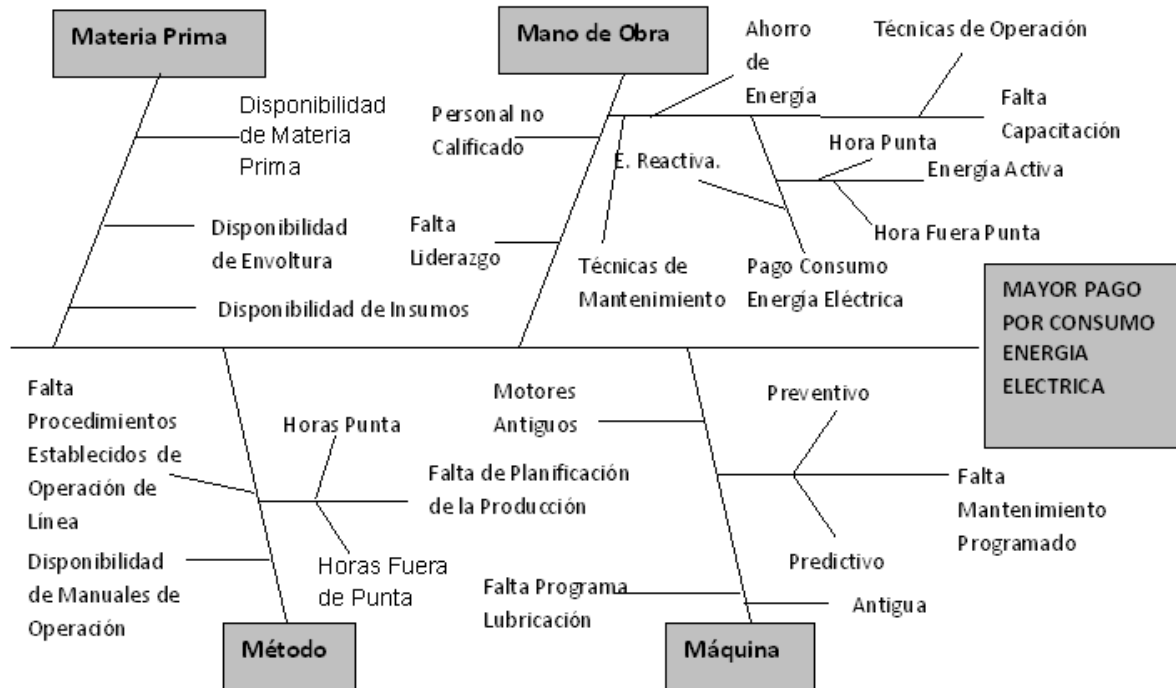 Materia Prima
Disponibilidad
de Materia
Prima
Disponibilidad
de Envoltura
Disponibilidad de Insumos
Mano de Obra
Personal no
Calificado
Falta
Liderazgo
Ahorro
de
Energía
Técnicas de Operación
Falta
Capacitación
E. Reactiva.
Hora Punta
Energía Activa
Hora Fuera Punta
Técnicas de
Mantenimiento
Pago Consumo
Energía Eléctrica
MAYOR PAGO
POR CONSUMO
ENERGIA
ELECTRICA
Falta
Procedimientos
Establecidos de
Operación de
Línea
Disponibilidad
de Manuales de
Operación
Horas Punta
Falta de Planificación
de la Producción
Horas Fuera
de Punta
Método
Motores
Antiguos
Preventivo
Falta
Mantenimiento
Programado
Predictivo
Falta Programa
Lubricación
Antigua
Máquina